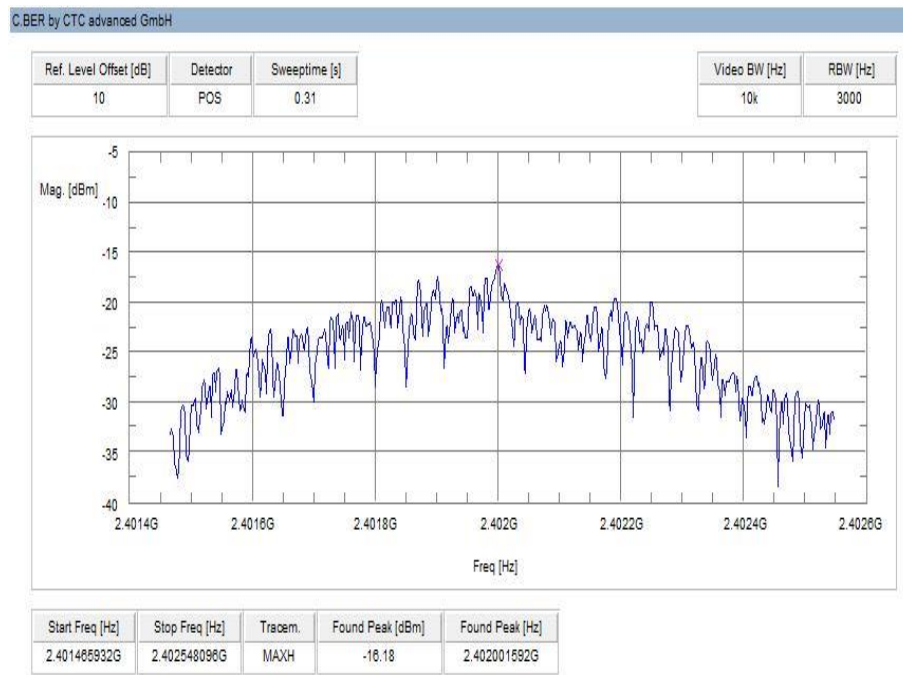 C.BER by CTC advanced GmbH
Ref. Level Offset [dB] Detector Sweeptime [s] Video BW [Hz] RBW [Hz]
10 POS 0.31 10k 3000
-5
Mag. [dBm]
-10
-15
-20
-25
-30
-35
-40
2.4014G 2.4016G 2.4018G 2.402G 2.4022G 2.4024G 2.4026G
Freq [Hz]
Start Freq [Hz] Stop Freq [Hz] Tracem. Found Peak [dBm] Found Peak [Hz]
2.401465932G 2.402548096G MAXH -16.18 2.402001592G